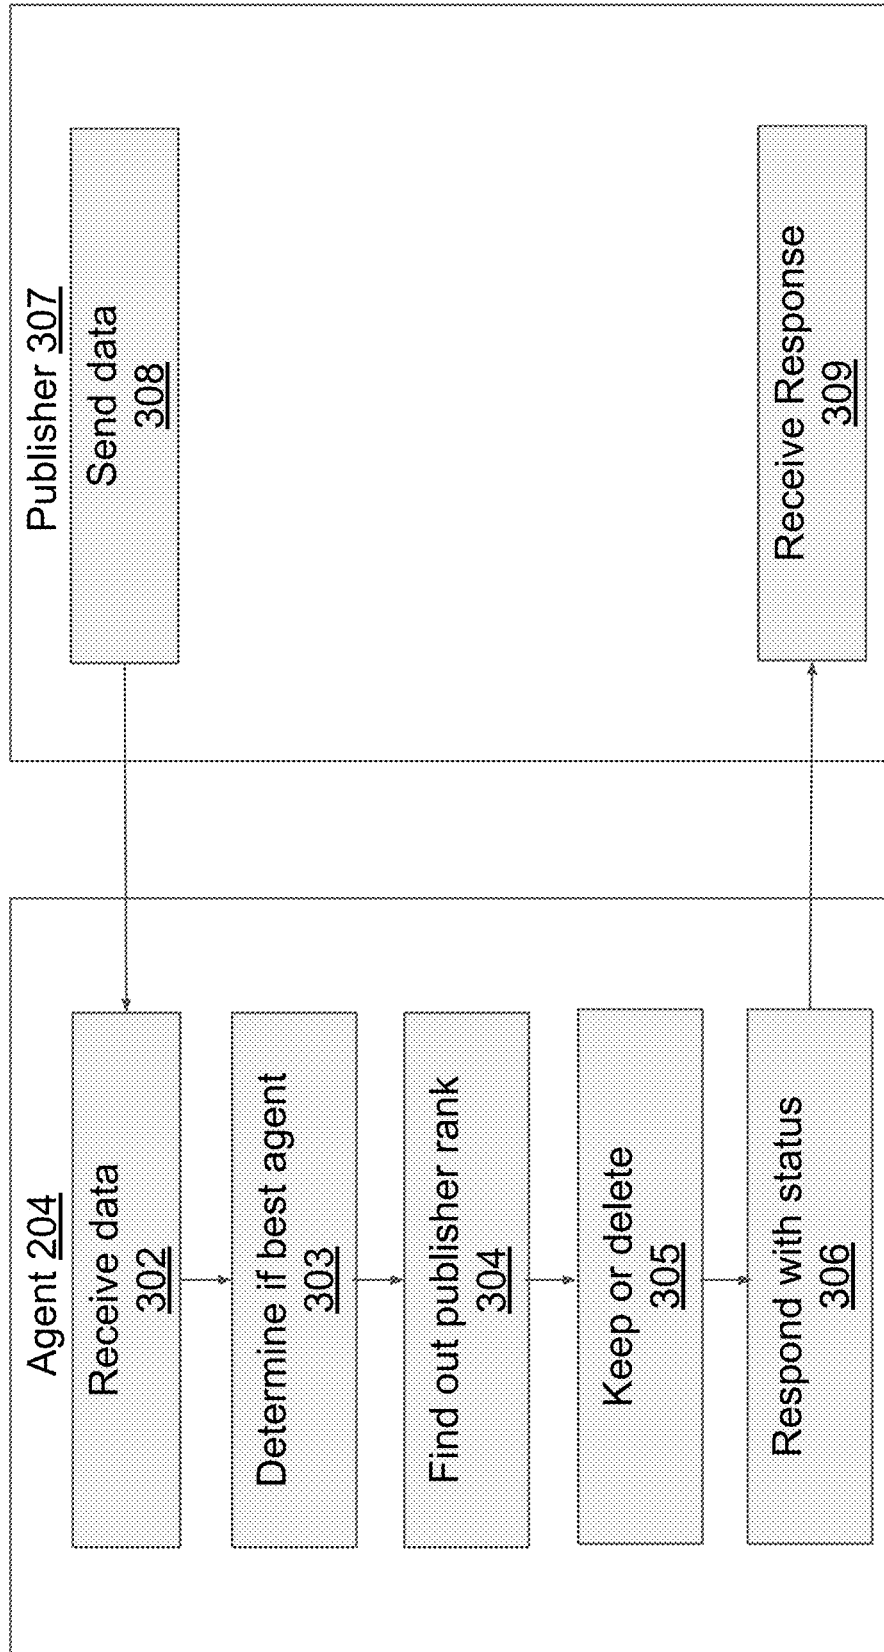 Agent 204
Receive data
302
Determine if best agent
303
Find out publisher rank
304
Keep or delete
305
Respond with status
306
Publisher 307
Send data
308
Receive Response
309